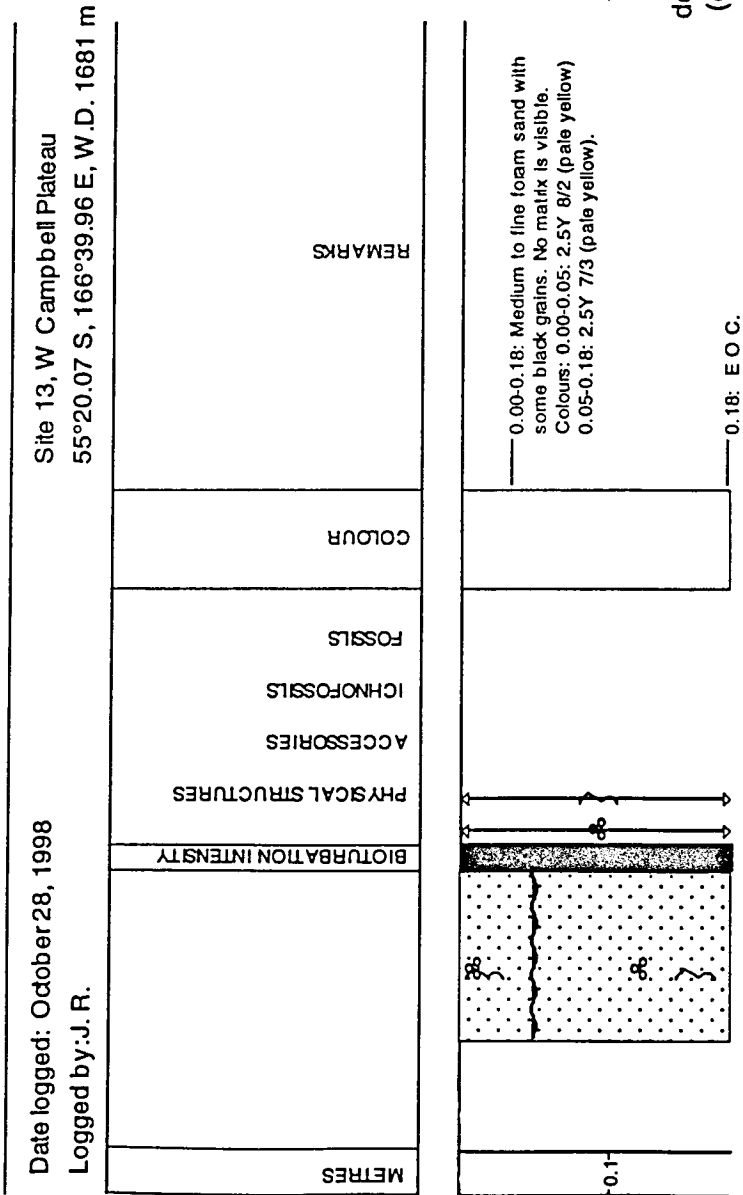 Date logged: October 28, 1998
Site 13, W Campbell Plateau
Logged by: J. R.
55°20.07 S, 166°39.96 E, W.D. 1681 m
METRES
BIOTURBATION INTENSITY
PHYSICAL STRUCTURES
ACCESSORIES
ICHNOFOSSILS
FOSSILS
COLOUR
REMARKS
0.1
0.00-0.18: Medium to fine foram sand with
some black grains. No matrix is visible.
Colours: 0.00-0.05: 2.5Y 8/2 (pale yellow)
0.05-0.18: 2.5Y 7/3 (pale yellow).
0.18: E O C.